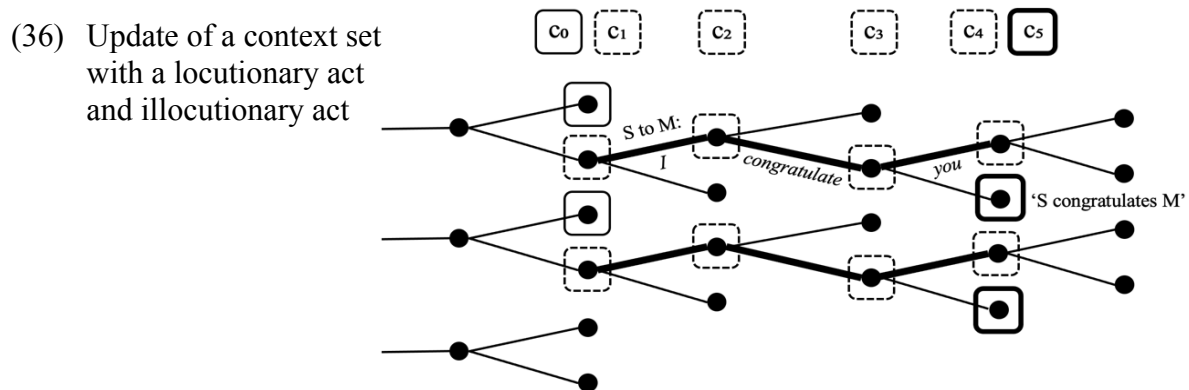 (36) Update of a context set
with a locutionary act
and illocutionary act
c₀ c₁ c₂ c₃ c₄ c₅
S to M:
I
congratulate
you
'S congratulates M'